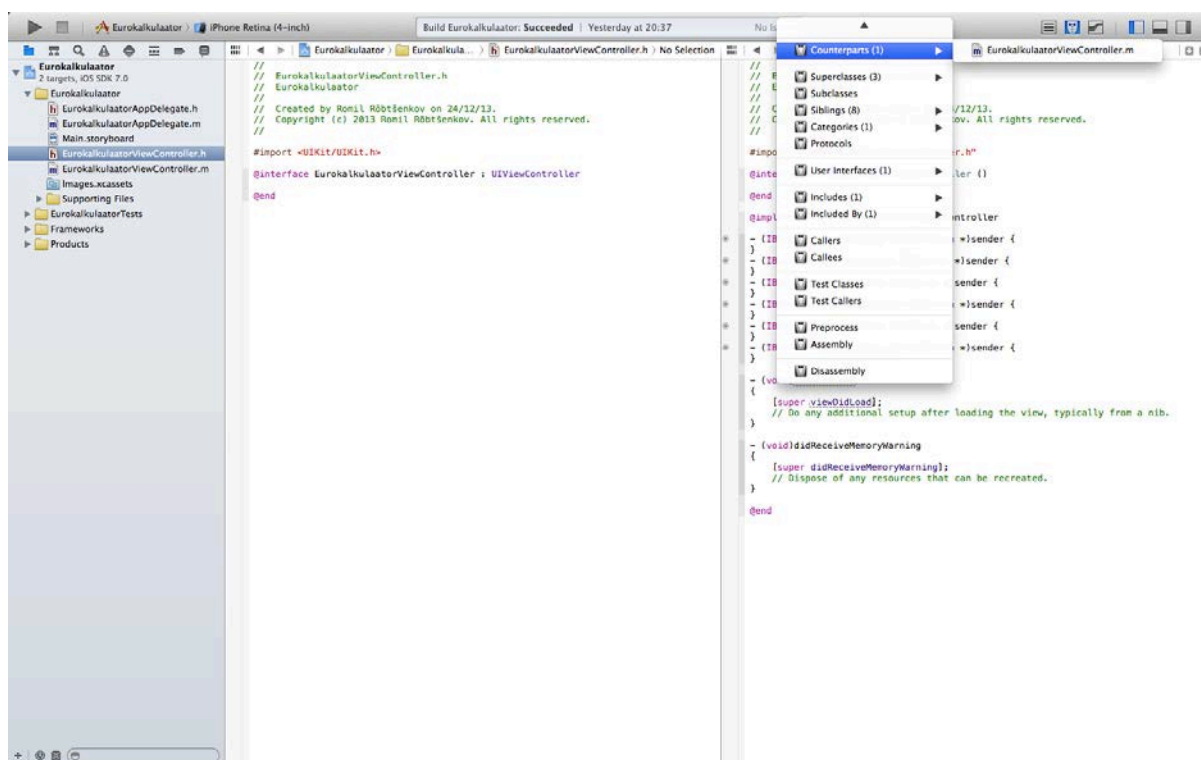 Eurokalkulaator
iPhone Retina (4-inch)
Build Eurokalkulaator: Succeeded | Yesterday at 20:37
No Is
Eurokalkulaator
2 targets, iOS SDK 7.0
Eurokalkulaator
EurokalkulaatorAppDelegate.h
EurokalkulaatorAppDelegate.m
Main.storyboard
EurokalkulaatorViewController.h
EurokalkulaatorViewController.m
Images.xcassets
Supporting Files
EurokalkulaatorTests
Frameworks
Products
Eurokalkulaator
Eurokalkula...
EurokalkulaatorViewController.h
No Selection
//
// EurokalkulaatorViewController.h
// Eurokalkulaator
//
// Created by Romil Rõbtšenkov on 24/12/13.
// Copyright (c) 2013 Romil Rõbtšenkov. All rights reserved.
//
#import <UIKit/UIKit.h>
@interface EurokalkulaatorViewController : UIViewController
@end
Counterparts (1)
EurokalkulaatorViewController.m
Superclasses (3)
Subclasses
Siblings (8)
Categories (1)
Protocols
User Interfaces (1)
Includes (1)
Included By (1)
Callers
Callees
Test Classes
Test Callers
Preprocess
Assembly
Disassembly
//
// E
// E
//
// C /12/13.
// C ov. All rights reserved.
//
#impo r.h"
@inte ler ()
@end
@impl ntroller
- (IB *)sender {
}
- (IB *)sender {
}
- (IB sender {
}
- (IB *)sender {
}
- (IB sender {
}
- (IB *)sender {
}
- (vo
{
[super viewDidLoad];
// Do any additional setup after loading the view, typically from a nib.
}
- (void)didReceiveMemoryWarning
{
[super didReceiveMemoryWarning];
// Dispose of any resources that can be recreated.
}
@end